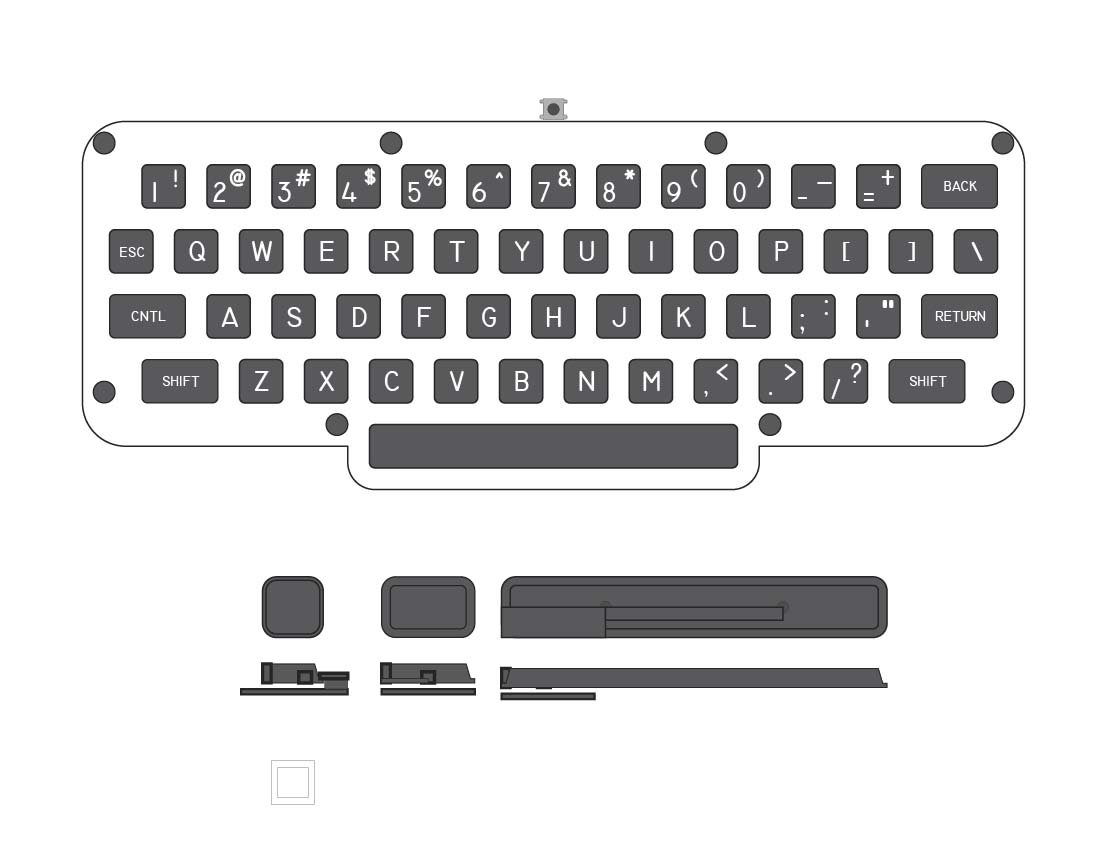 1 ! 2 @ 3 # 4 $ 5 % 6 ^ 7 & 8 * 9 ( 0 ) - _ = + BACK
ESC Q W E R T Y U I O P [ ] \
CNTL A S D F G H J K L ; : ' " RETURN
SHIFT Z X C V B N M , < . > / ? SHIFT